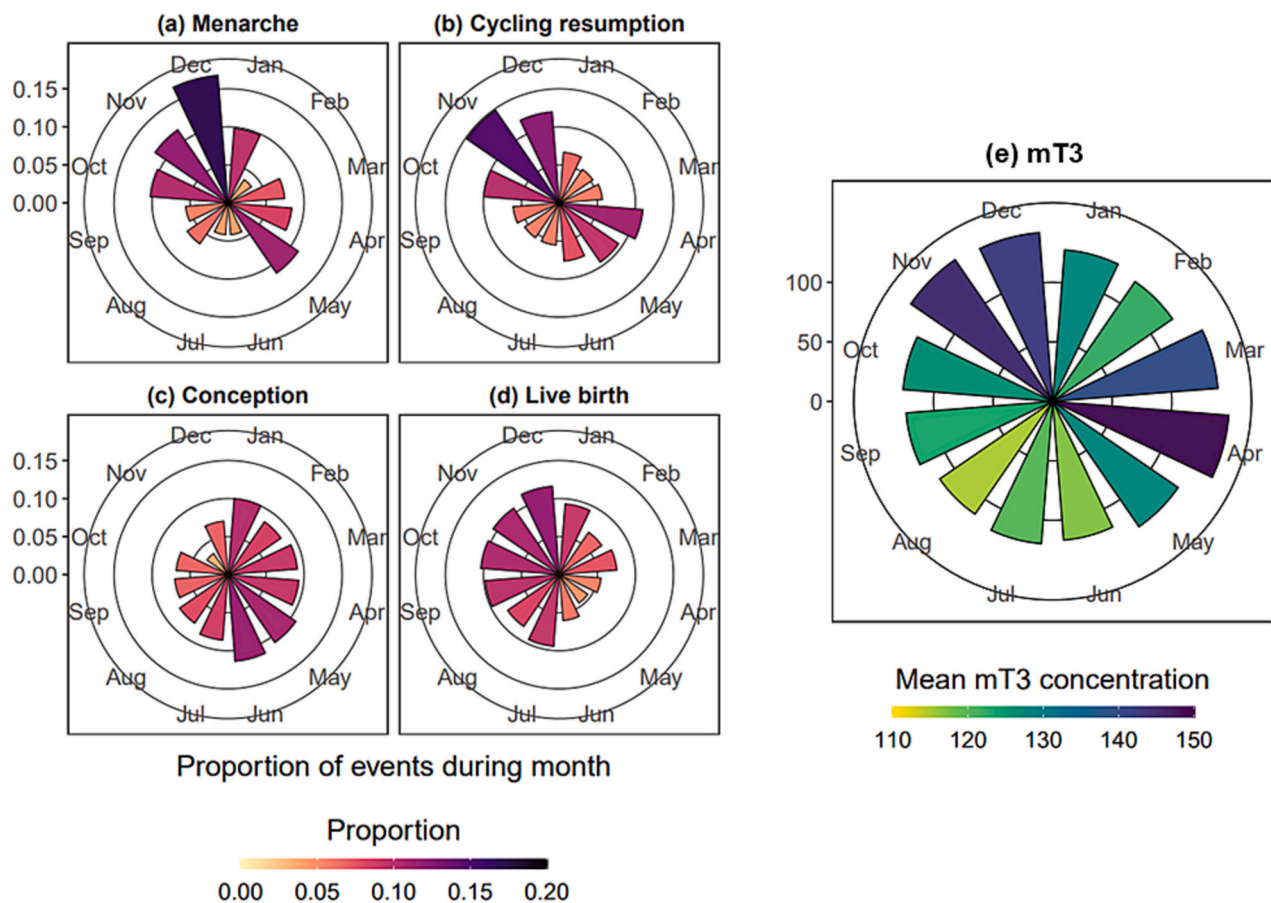 (a) Menarche
(b) Cycling resumption
0.15
0.10
0.05
0.00
Dec Jan
Nov Feb
Oct Mar
Sep Apr
Aug May
Jul Jun
Dec Jan
Nov Feb
Oct Mar
Sep Apr
Aug May
Jul Jun
(c) Conception
(d) Live birth
0.15
0.10
0.05
0.00
Dec Jan
Nov Feb
Oct Mar
Sep Apr
Aug May
Jul Jun
Dec Jan
Nov Feb
Oct Mar
Sep Apr
Aug May
Jul Jun
Proportion of events during month
Proportion
0.00 0.05 0.10 0.15 0.20
(e) mT3
100
50
0
Dec Jan
Nov Feb
Oct Mar
Sep Apr
Aug May
Jul Jun
Mean mT3 concentration
110 120 130 140 150